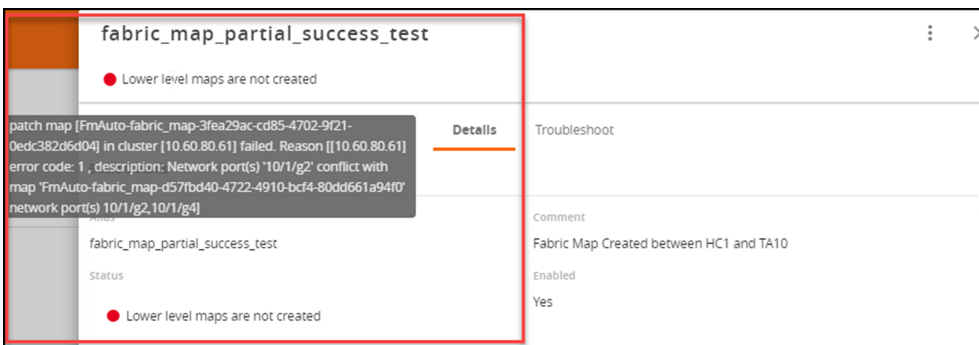 fabric_map_partial_success_test
Lower level maps are not created
patch map [FmAuto-fabric_map-3fea29ac-cd85-4702-9f21-
0edc382d6d04] in cluster [10.60.80.61] failed. Reason [[10.60.80.61]
error code: 1 , description: Network port(s) '10/1/g2' conflict with
map 'FmAuto-fabric_map-d57fbd40-4722-4910-bcf4-80dd661a94f0'
network port(s) 10/1/g2,10/1/g4]
Details
Troubleshoot
Alias
fabric_map_partial_success_test
Comment
Fabric Map Created between HC1 and TA10
Status
Lower level maps are not created
Enabled
Yes